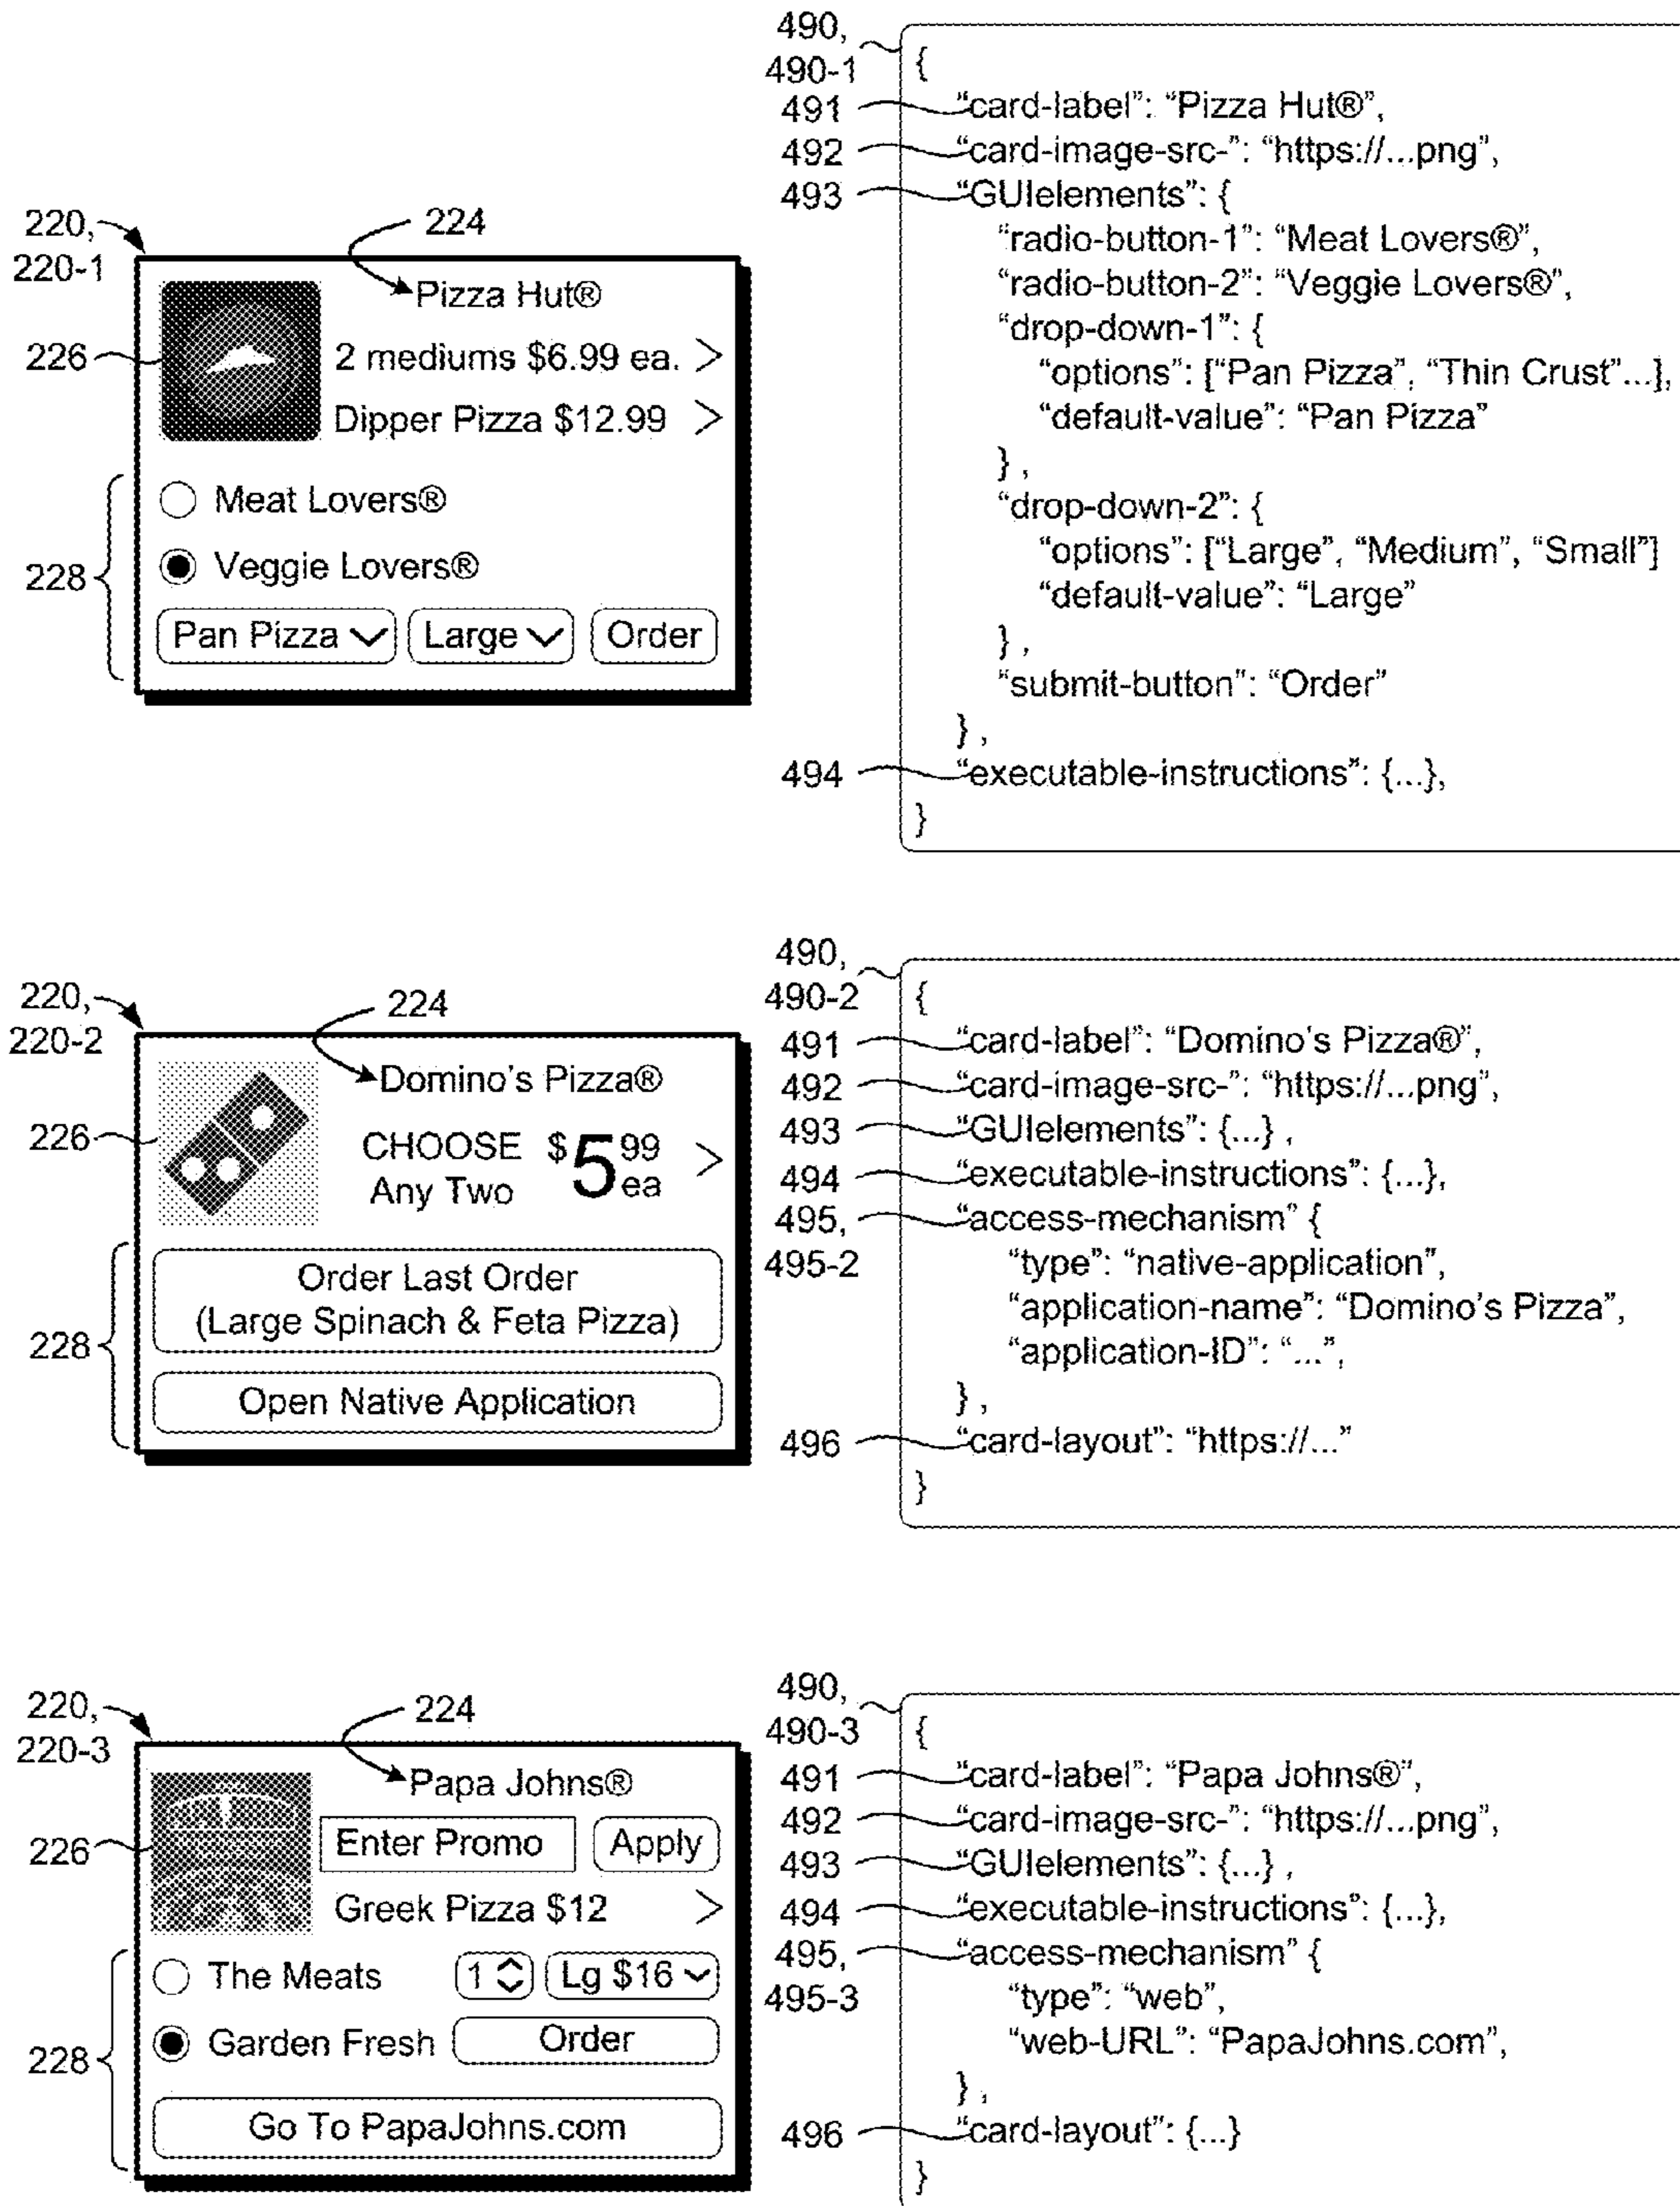 220,
220-1
224
Pizza Hut®
226
2 mediums $6.99 ea. >
Dipper Pizza $12.99 >
228
Meat Lovers®
Veggie Lovers®
Pan Pizza Large Order
490,
490-1
{
491 "card-label": "Pizza Hut®",
492 "card-image-src-": "https://...png",
493 "GUIelements": {
"radio-button-1": "Meat Lovers®",
"radio-button-2": "Veggie Lovers®",
"drop-down-1": {
"options": ["Pan Pizza", "Thin Crust"...],
"default-value": "Pan Pizza"
} ,
"drop-down-2": {
"options": ["Large", "Medium", "Small"]
"default-value": "Large"
} ,
"submit-button": "Order"
} ,
494 "executable-instructions": {...},
}
220,
220-2
224
Domino's Pizza®
226
CHOOSE $5 99
Any Two ea >
228
Order Last Order
(Large Spinach & Feta Pizza)
Open Native Application
490,
490-2
{
491 "card-label": "Domino's Pizza®",
492 "card-image-src-": "https://...png",
493 "GUIelements": {...} ,
494 "executable-instructions": {...},
495, "access-mechanism" {
495-2 "type": "native-application",
"application-name": "Domino's Pizza",
"application-ID": "...",
} ,
496 "card-layout": "https://..."
}
220,
220-3
224
Papa Johns®
226
Enter Promo Apply
Greek Pizza $12 >
228
The Meats 1 Lg $16
Garden Fresh Order
Go To PapaJohns.com
490,
490-3
{
491 "card-label": "Papa Johns®",
492 "card-image-src-": "https://...png",
493 "GUIelements": {...} ,
494 "executable-instructions": {...},
495, "access-mechanism" {
495-3 "type": "web",
"web-URL": "PapaJohns.com",
} ,
496 "card-layout": {...}
}